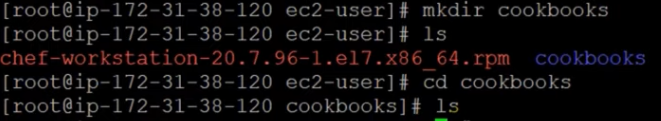 [root@ip-172-31-38-120 ec2-user]# mkdir cookbooks
[root@ip-172-31-38-120 ec2-user]# ls
chef-workstation-20.7.96-1.el7.x86_64.rpm  cookbooks
[root@ip-172-31-38-120 ec2-user]# cd cookbooks
[root@ip-172-31-38-120 cookbooks]# ls